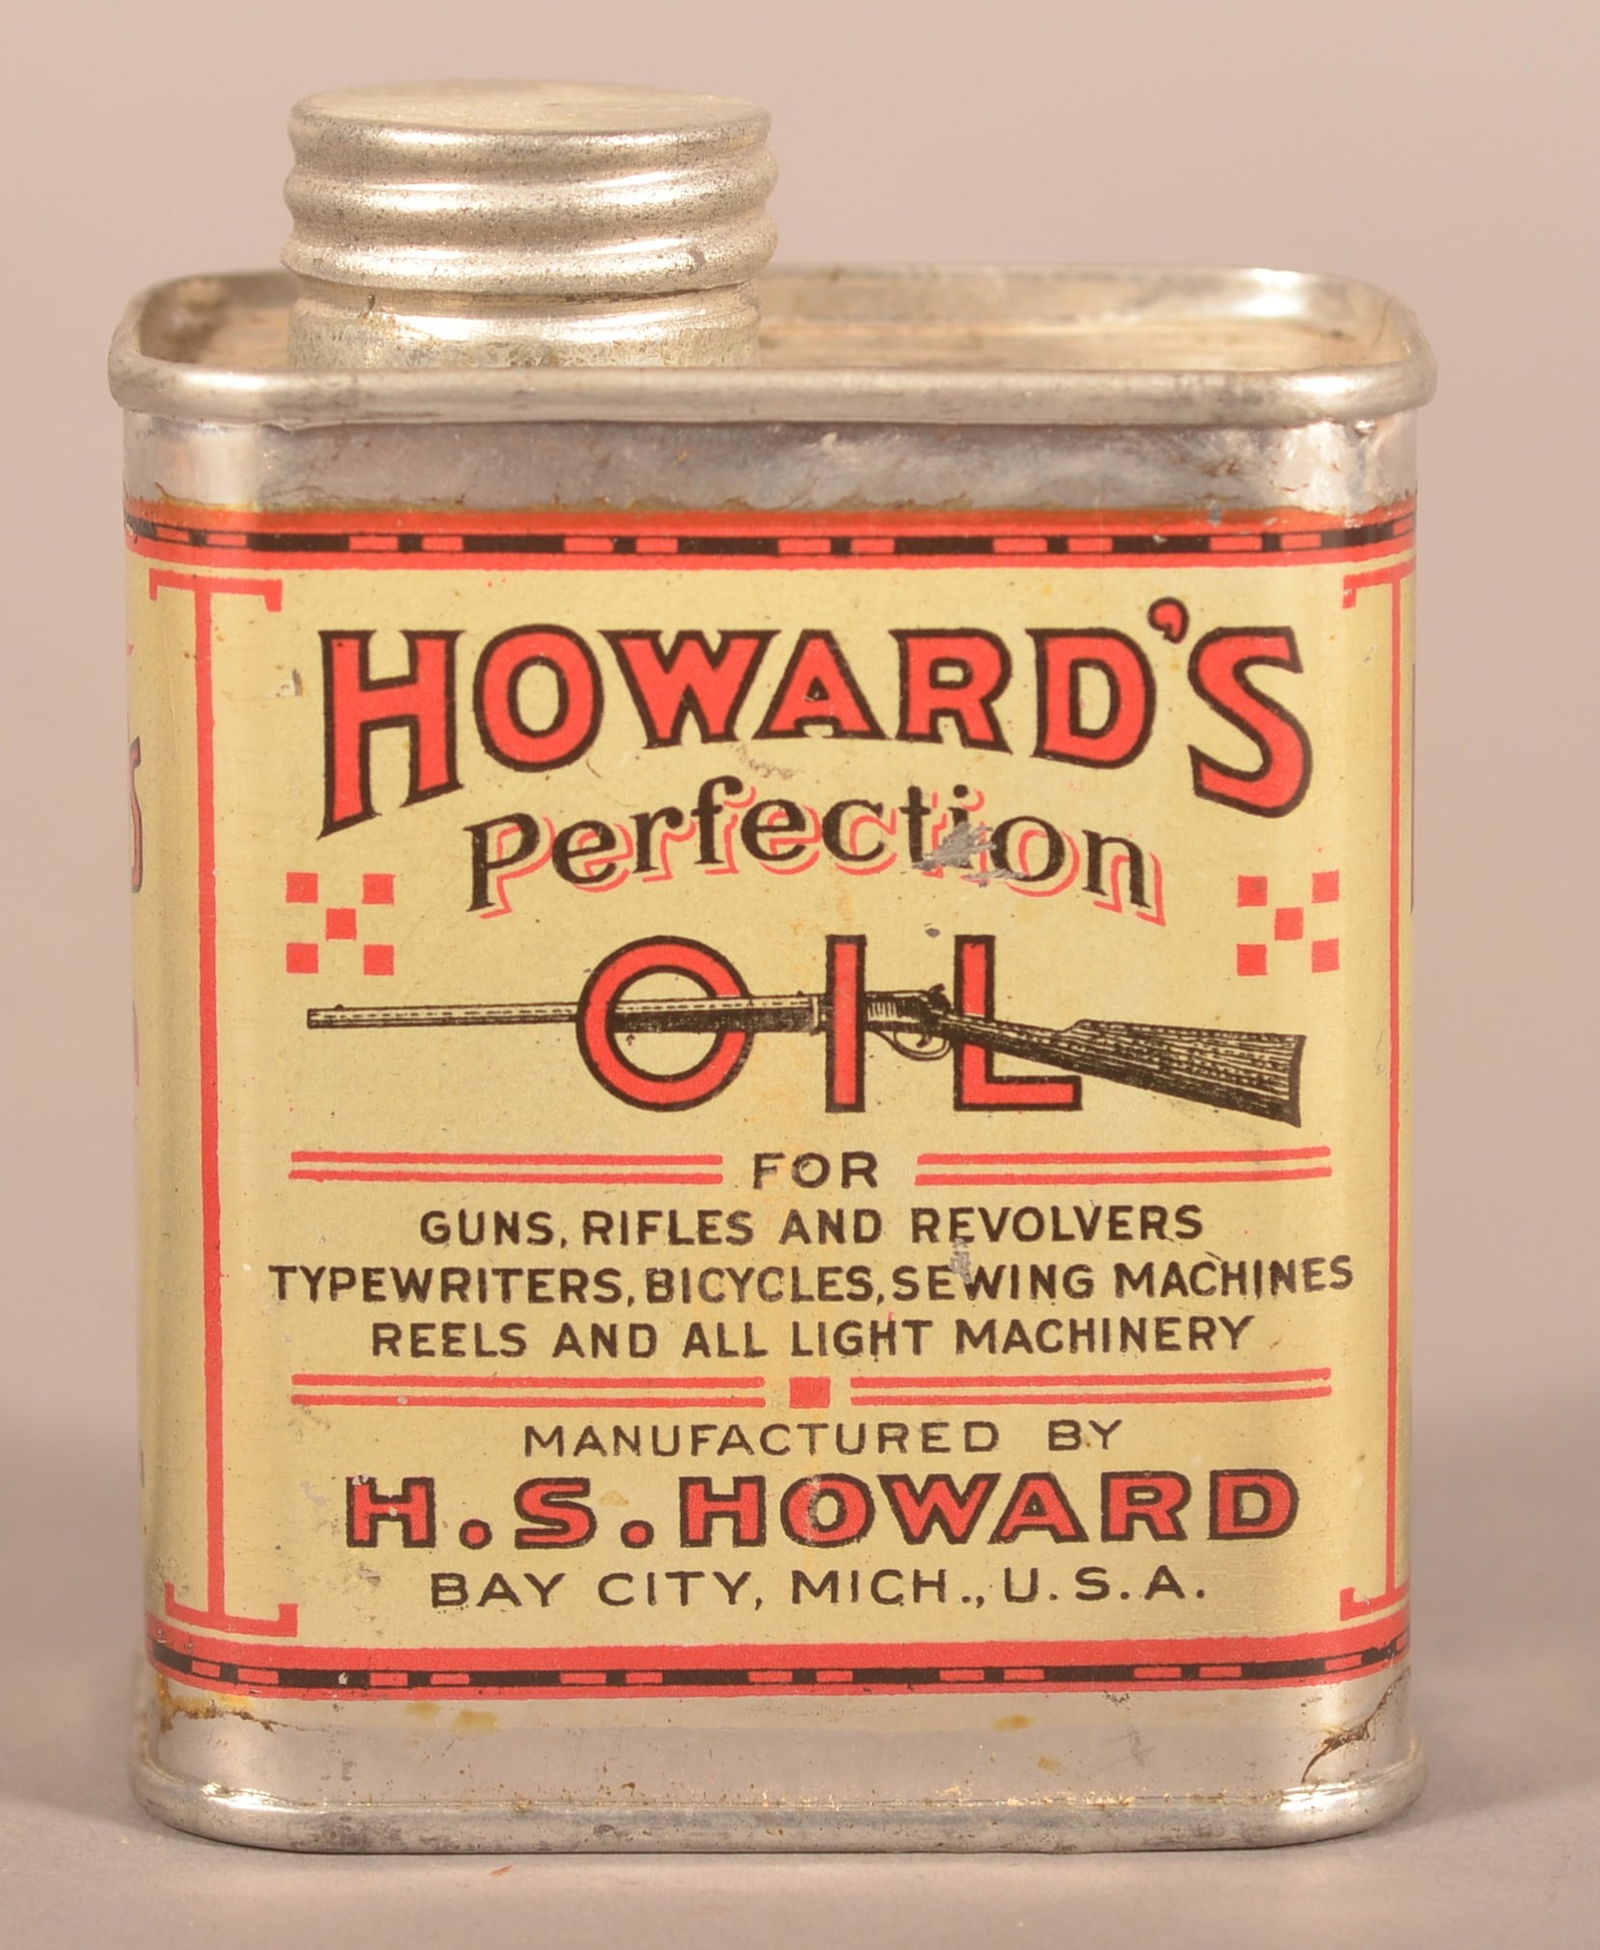 HOWARD'S
Perfection
OIL
FOR
GUNS, RIFLES AND REVOLVERS
TYPEWRITERS, BICYCLES, SEWING MACHINES
REELS AND ALL LIGHT MACHINERY
MANUFACTURED BY
H.S. HOWARD
BAY CITY, MICH., U.S.A.